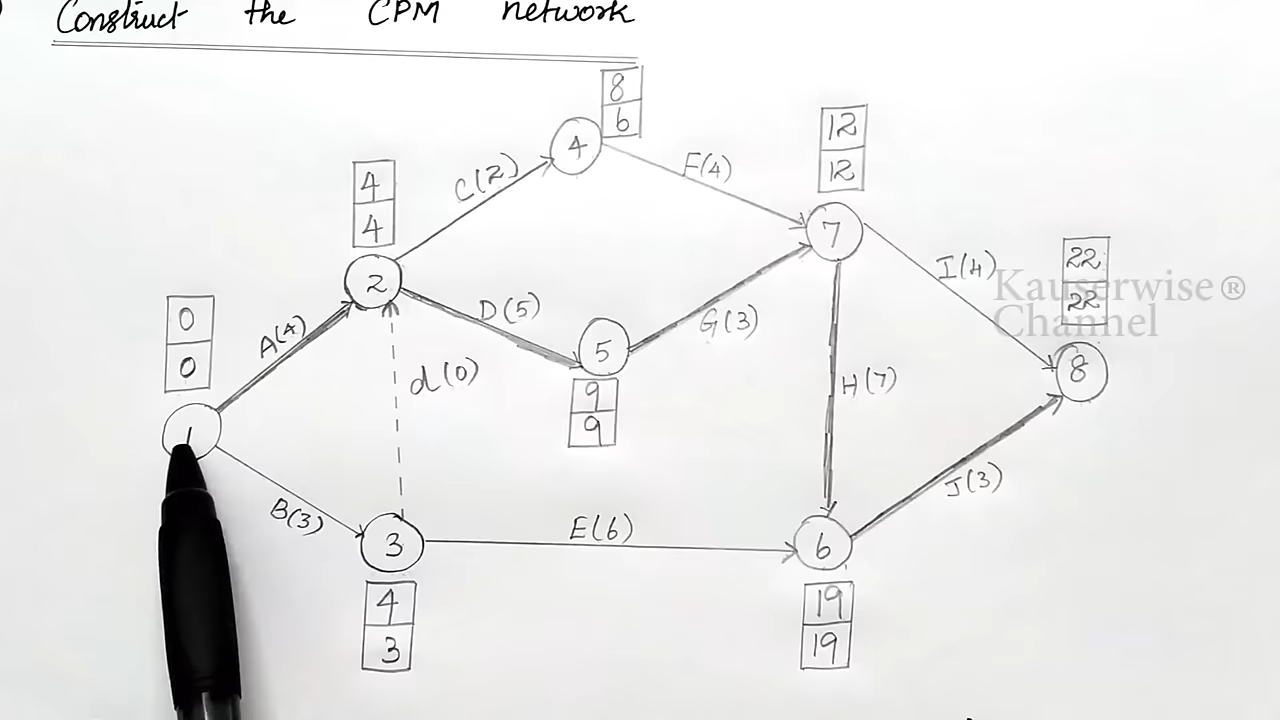 Construct the CPM network
8
6
12
12
4
4
C(2)
4
F(4)
7
22
22
I(4)
Kauserwise®
Channel
0
0
A(4)
2
D(5)
5
G(3)
8
9
9
d(0)
H(7)
1
B(3)
3
E(6)
6
J(3)
4
3
19
19